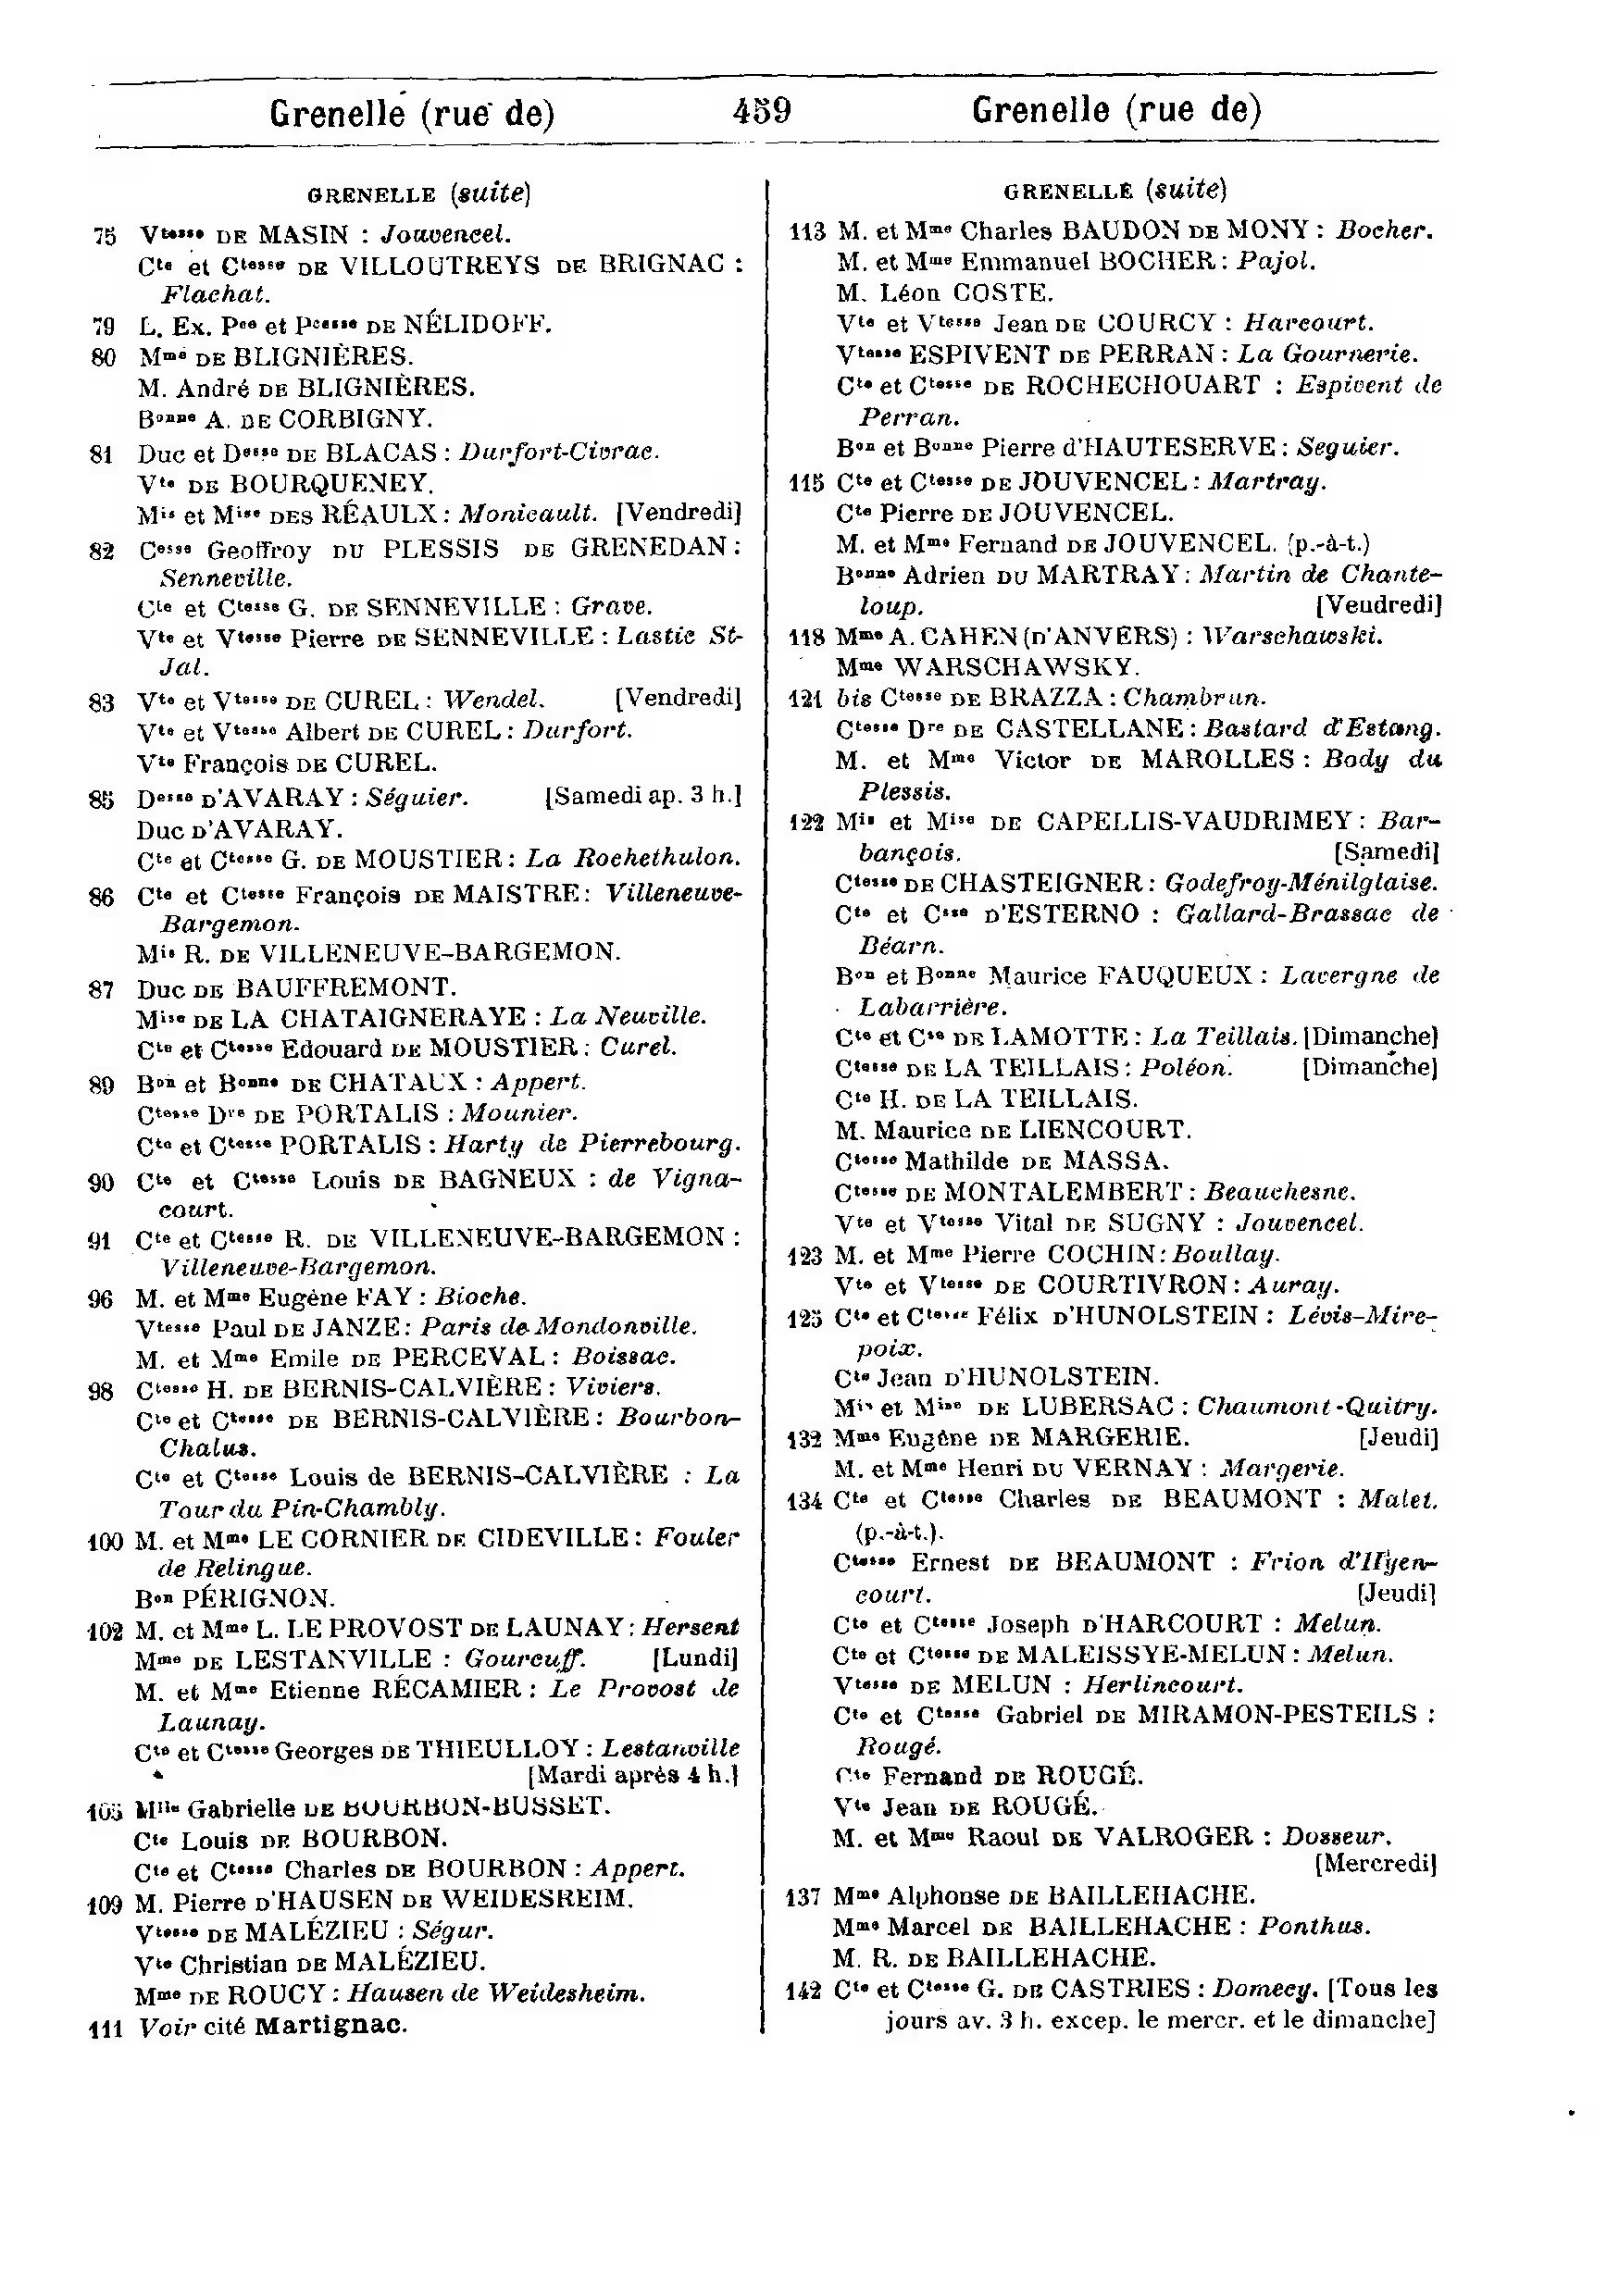 Grenelle (rue de) 459 Grenelle (rue de)
GRENELLE (suite)
75 Vtesse DE MASIN : Jouvencel.
Cte et Ctesse DE VILLOUTREYS DE BRIGNAC :
Flachat.
79 L. Ex. Pce et Pcesse DE NÉLIDOFF.
80 Mme DE BLIGNIÈRES.
M. André DE BLIGNIÈRES.
Bonne A. DE CORBIGNY.
81 Duc et Desse DE BLACAS : Durfort-Civrac.
Vte DE BOURQUENEY.
Mis et Mise DES RÉAULX : Monicault. [Vendredi]
82 Cesse Geoffroy DU PLESSIS DE GRENEDAN :
Senneville.
Cte et Ctesse G. DE SENNEVILLE : Grave.
Vte et Vtesse Pierre DE SENNEVILLE : Lastic St-
Jal.
83 Vte et Vtesse DE CUREL : Wendel. [Vendredi]
Vte et Vtesse Albert DE CUREL : Durfort.
Vte François DE CUREL.
85 Desse D'AVARAY : Séguier. [Samedi ap. 3 h.]
Duc D'AVARAY.
Cte et Ctesse G. DE MOUSTIER : La Rochethulon.
86 Cte et Ctesse François DE MAISTRE : Villeneuve-
Bargemon.
Mis R. DE VILLENEUVE-BARGEMON.
87 Duc DE BAUFFREMONT.
Mise DE LA CHATAIGNERAYE : La Neuville.
Cte et Ctesse Edouard DE MOUSTIER : Curel.
89 Bon et Bonne DE CHATAUX : Appert.
Ctesse Dre DE PORTALIS : Mounier.
Cte et Ctesse PORTALIS : Harty de Pierrebourg.
90 Cte et Ctesse Louis DE BAGNEUX : de Vigna-
court.
91 Cte et Ctesse R. DE VILLENEUVE-BARGEMON :
Villeneuve-Bargemon.
96 M. et Mme Eugène FAY : Bioche.
Vtesse Paul DE JANZE : Paris de Mondonville.
M. et Mme Emile DE PERCEVAL : Boissac.
98 Ctesse H. DE BERNIS-CALVIÈRE : Viviers.
Cte et Ctesse DE BERNIS-CALVIÈRE : Bourbon-
Chalus.
Cte et Ctesse Louis de BERNIS-CALVIÈRE : La
Tour du Pin-Chambly.
100 M. et Mme LE CORNIER DE CIDEVILLE : Fouler
de Relingue.
Bon PÉRIGNON.
102 M. et Mme L. LE PROVOST DE LAUNAY : Hersent
Mme DE LESTANVILLE : Gourcuff. [Lundi]
M. et Mme Etienne RÉCAMIER : Le Provost de
Launay.
Cte et Ctesse Georges DE THIEULLOY : Lestanville
[Mardi après 4 h.]
105 Mlle Gabrielle DE BOURBON-BUSSET.
Cte Louis DE BOURBON.
Cte et Ctesse Charles DE BOURBON : Appert.
109 M. Pierre D'HAUSEN DE WEIDESHEIM.
Vtesse DE MALÉZIEU : Ségur.
Vte Christian DE MALÉZIEU.
Mme DE ROUCY : Hausen de Weidesheim.
111 Voir cité Martignac.
GRENELLE (suite)
113 M. et Mme Charles BAUDON DE MONY : Bocher.
M. et Mme Emmanuel BOCHER : Pajol.
M. Léon COSTE.
Vte et Vtesse Jean DE COURCY : Harcourt.
Vtesse ESPIVENT DE PERRAN : La Gournerie.
Cte et Ctesse DE ROCHECHOUART : Espivent de
Perran.
Bon et Bonne Pierre d'HAUTESERVE : Seguier.
115 Cte et Ctesse DE JOUVENCEL : Martray.
Cte Pierre DE JOUVENCEL.
M. et Mme Fernand DE JOUVENCEL. (p.-à-t.)
Bonne Adrien DU MARTRAY : Martin de Chante-
loup. [Vendredi]
118 Mme A. CAHEN (D'ANVERS) : Warschawski.
Mme WARSCHAWSKY.
121 bis Ctesse DE BRAZZA : Chambrun.
Ctesse Dre DE CASTELLANE : Bastard d'Estang.
M. et Mme Victor DE MAROLLES : Body du
Plessis.
122 Mis et Mise DE CAPELLIS-VAUDRIMEY : Bar-
bançois. [Samedi]
Ctesse DE CHASTEIGNER : Godefroy-Ménilglaise.
Cte et Csse D'ESTERNO : Gallard-Brassac de
Béarn.
Bon et Bonne Maurice FAUQUEUX : Lavergne de
Labarrière.
Cte et Cse DE LAMOTTE : La Teillais. [Dimanche]
Ctesse DE LA TEILLAIS : Poléon. [Dimanche]
Cte H. DE LA TEILLAIS.
M. Maurice DE LIENCOURT.
Ctesse Mathilde DE MASSA.
Ctesse DE MONTALEMBERT : Beauchesne.
Vte et Vtesse Vital DE SUGNY : Jouvencel.
123 M. et Mme Pierre COCHIN : Boullay.
Vte et Vtesse DE COURTIVRON : Auray.
125 Cte et Ctesse Félix D'HUNOLSTEIN : Lévis-Mire-
poix.
Cte Jean D'HUNOLSTEIN.
Mis et Mise DE LUBERSAC : Chaumont-Quitry.
132 Mme Eugène DE MARGERIE. [Jeudi]
M. et Mme Henri DU VERNAY : Margerie.
134 Cte et Ctesse Charles DE BEAUMONT : Malet.
(p.-à-t.).
Ctesse Ernest DE BEAUMONT : Frion d'Hyen-
court. [Jeudi]
Cte et Ctesse Joseph D'HARCOURT : Melun.
Cte et Ctesse DE MALEISSYE-MELUN : Melun.
Vtesse DE MELUN : Herlincourt.
Cte et Ctesse Gabriel DE MIRAMON-PESTEILS :
Rougé.
Cte Fernand DE ROUGÉ.
Vte Jean DE ROUGÉ.
M. et Mme Raoul DE VALROGER : Dosseur.
[Mercredi]
137 Mme Alphonse DE BAILLEHACHE.
Mme Marcel DE BAILLEHACHE : Ponthus.
M. R. DE BAILLEHACHE.
142 Cte et Ctesse G. DE CASTRIES : Domecy. [Tous les
jours av. 3 h. excep. le mercr. et le dimanche]